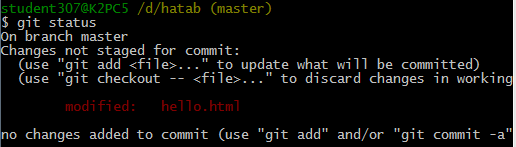 student307@K2PC5 /d/hatab (master)
$ git status
On branch master
Changes not staged for commit:
(use "git add <file>..." to update what will be committed)
(use "git checkout -- <file>..." to discard changes in working
modified: hello.html
no changes added to commit (use "git add" and/or "git commit -a"